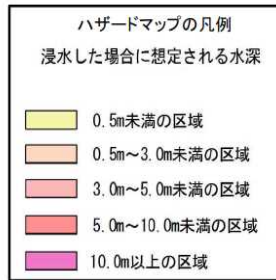 ハザードマップの凡例
浸水した場合に想定される水深
0.5m未満の区域
0.5m～3.0m未満の区域
3.0m～5.0m未満の区域
5.0m～10.0m未満の区域
10.0m以上の区域